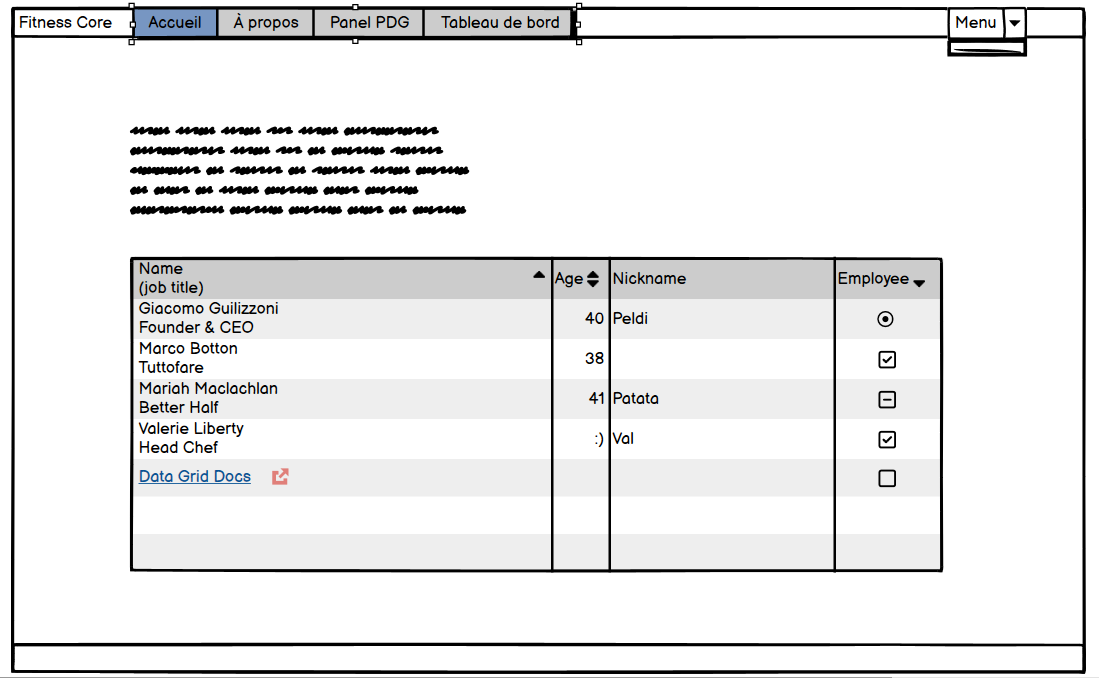 Fitness Core
Accueil
À propos
Panel PDG
Tableau de bord
Menu
Name
(job title)
Age
Nickname
Employee
Giacomo Guilizzoni
Founder & CEO
40
Peldi
Marco Botton
Tuttofare
38
Mariah Maclachlan
Better Half
41
Patata
Valerie Liberty
Head Chef
:)
Val
Data Grid Docs